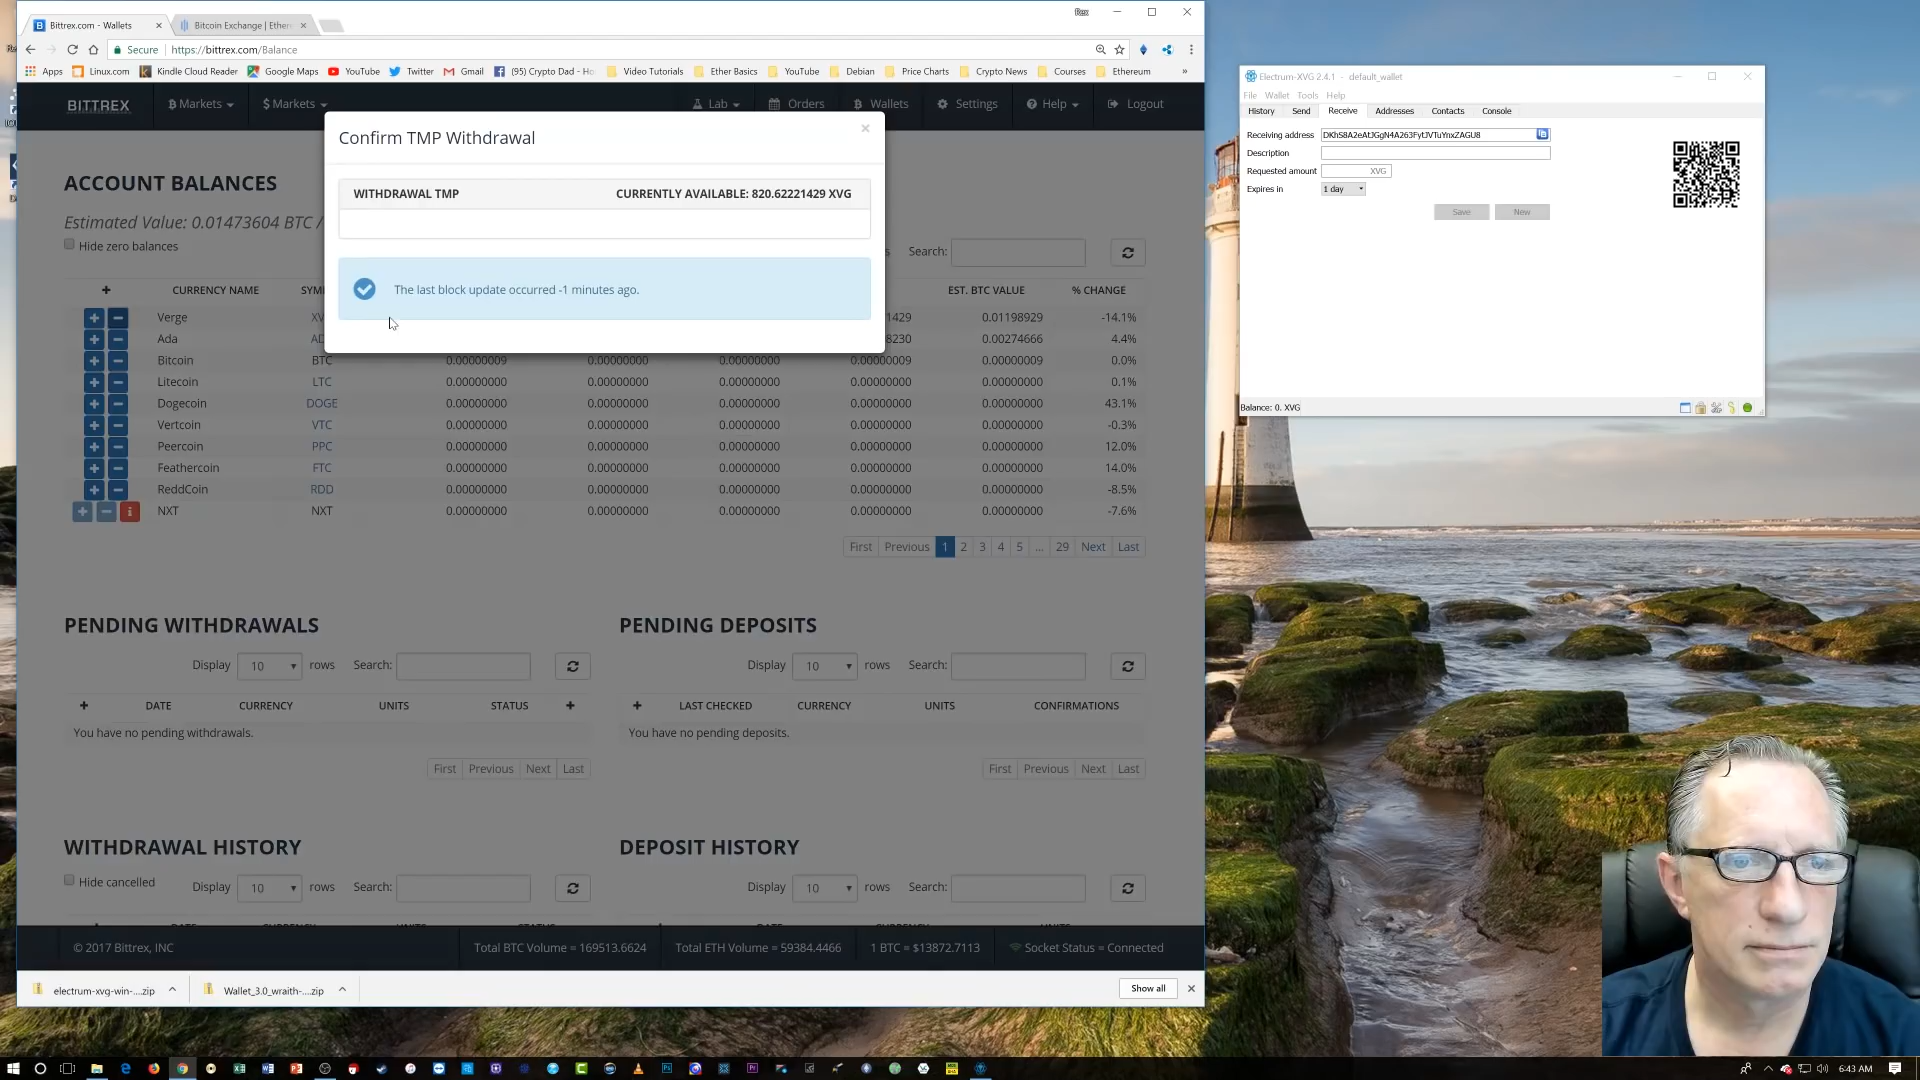 Bittrex.com - Wallets
Bitcoin Exchange | Ether
Rex
Secure https://bittrex.com/Balance
Apps Linux.com Kindle Cloud Reader Google Maps YouTube Twitter Gmail (95) Crypto Dad - Ho Video Tutorials Ether Basics YouTube Debian Price Charts Crypto News Courses Ethereum »
BITTREX
B Markets
$ Markets
Lab
Orders
Wallets
Settings
Help
Logout
Confirm TMP Withdrawal
WITHDRAWAL TMP CURRENTLY AVAILABLE: 820.62221429 XVG
The last block update occurred -1 minutes ago.
ACCOUNT BALANCES
Estimated Value: 0.01473604 BTC /
Hide zero balances
Search:
+ CURRENCY NAME SYM EST. BTC VALUE % CHANGE
Verge XV 1429 0.01198929 -14.1%
Ada AD 8230 0.00274666 4.4%
Bitcoin BTC 0.00000009 0.00000000 0.00000000 0.00000009 0.00000009 0.0%
Litecoin LTC 0.00000000 0.00000000 0.00000000 0.00000000 0.00000000 0.1%
Dogecoin DOGE 0.00000000 0.00000000 0.00000000 0.00000000 0.00000000 43.1%
Vertcoin VTC 0.00000000 0.00000000 0.00000000 0.00000000 0.00000000 -0.3%
Peercoin PPC 0.00000000 0.00000000 0.00000000 0.00000000 0.00000000 12.0%
Feathercoin FTC 0.00000000 0.00000000 0.00000000 0.00000000 0.00000000 14.0%
ReddCoin RDD 0.00000000 0.00000000 0.00000000 0.00000000 0.00000000 -8.5%
NXT NXT 0.00000000 0.00000000 0.00000000 0.00000000 0.00000000 -7.6%
First Previous 1 2 3 4 5 ... 29 Next Last
PENDING WITHDRAWALS
Display 10 rows Search:
+ DATE CURRENCY UNITS STATUS +
You have no pending withdrawals.
First Previous Next Last
PENDING DEPOSITS
Display 10 rows Search:
+ LAST CHECKED CURRENCY UNITS CONFIRMATIONS
You have no pending deposits.
First Previous Next Last
WITHDRAWAL HISTORY
Hide cancelled Display 10 rows Search:
DEPOSIT HISTORY
Display 10 rows Search:
© 2017 Bittrex, INC
Total BTC Volume = 169513.6624
Total ETH Volume = 59384.4466
1 BTC = $13872.7113
Socket Status = Connected
electrum-xvg-win-....zip
Wallet_3.0_wraith-....zip
Show all
Electrum-XVG 2.4.1 - default_wallet
File Wallet Tools Help
History Send Receive Addresses Contacts Console
Receiving address DKhS8A2eAtJGgN4A263FytJVTuYnxZAGU8
Description
Requested amount XVG
Expires in 1 day
Save New
Balance: 0. XVG
6:43 AM